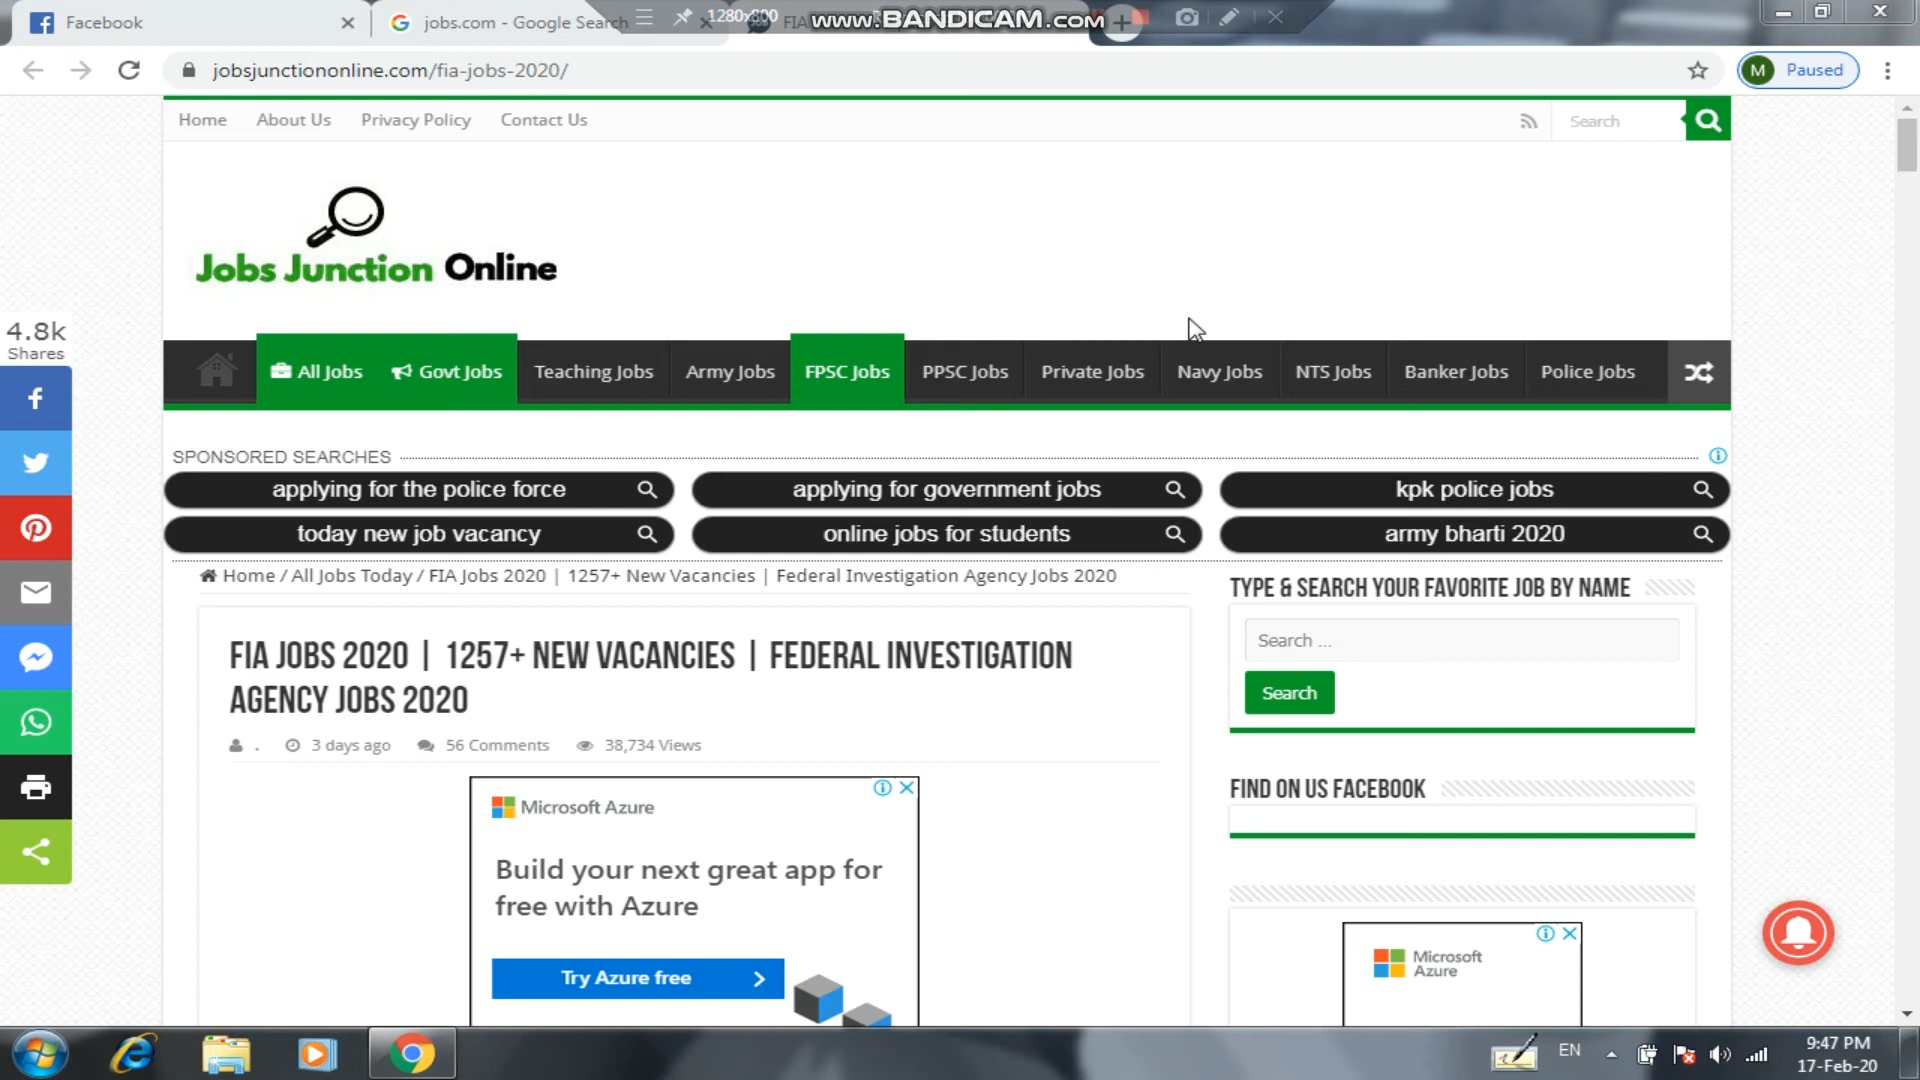 Facebook
jobs.com - Google Search
FIA
1280x800
www.BANDICAM.com
jobsjunctiononline.com/fia-jobs-2020/
M Paused
Home About Us Privacy Policy Contact Us
Search
Jobs Junction Online
4.8k
Shares
All Jobs Govt Jobs Teaching Jobs Army Jobs FPSC Jobs PPSC Jobs Private Jobs Navy Jobs NTS Jobs Banker Jobs Police Jobs
SPONSORED SEARCHES
applying for the police force applying for government jobs kpk police jobs
today new job vacancy online jobs for students army bharti 2020
Home / All Jobs Today / FIA Jobs 2020 | 1257+ New Vacancies | Federal Investigation Agency Jobs 2020
FIA JOBS 2020 | 1257+ NEW VACANCIES | FEDERAL INVESTIGATION
AGENCY JOBS 2020
. 3 days ago 56 Comments 38,734 Views
Microsoft Azure
Build your next great app for
free with Azure
Try Azure free
TYPE & SEARCH YOUR FAVORITE JOB BY NAME
Search ...
Search
FIND ON US FACEBOOK
Microsoft
Azure
EN
9:47 PM
17-Feb-20